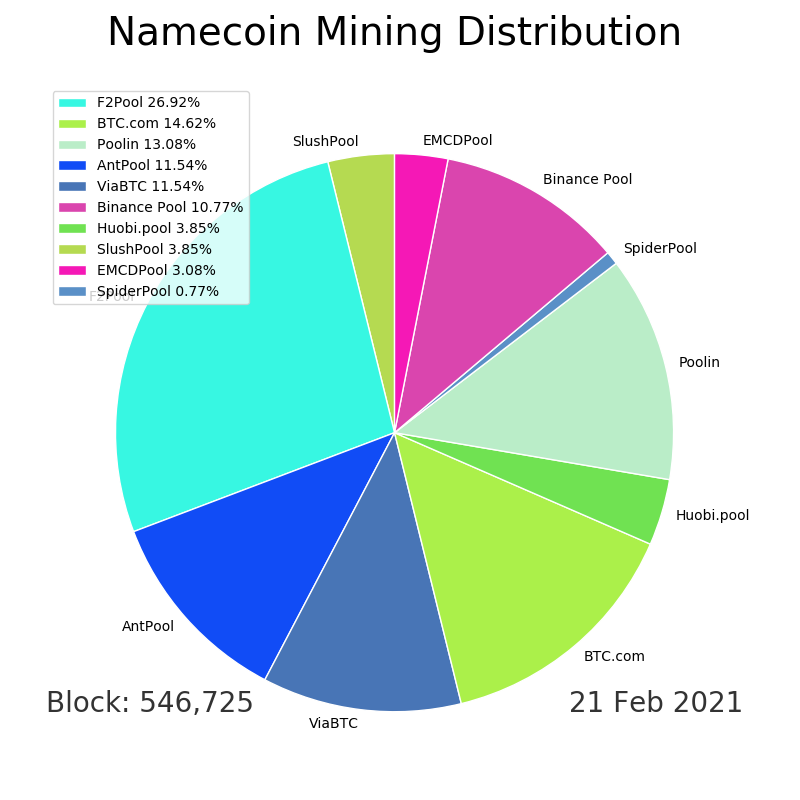 Namecoin Mining Distribution
F2Pool 26.92%
BTC.com 14.62%
Poolin 13.08%
AntPool 11.54%
ViaBTC 11.54%
Binance Pool 10.77%
Huobi.pool 3.85%
SlushPool 3.85%
EMCDPool 3.08%
SpiderPool 0.77%
SlushPool
EMCDPool
Binance Pool
SpiderPool
F2Pool
Poolin
Huobi.pool
AntPool
BTC.com
ViaBTC
Block: 546,725
21 Feb 2021